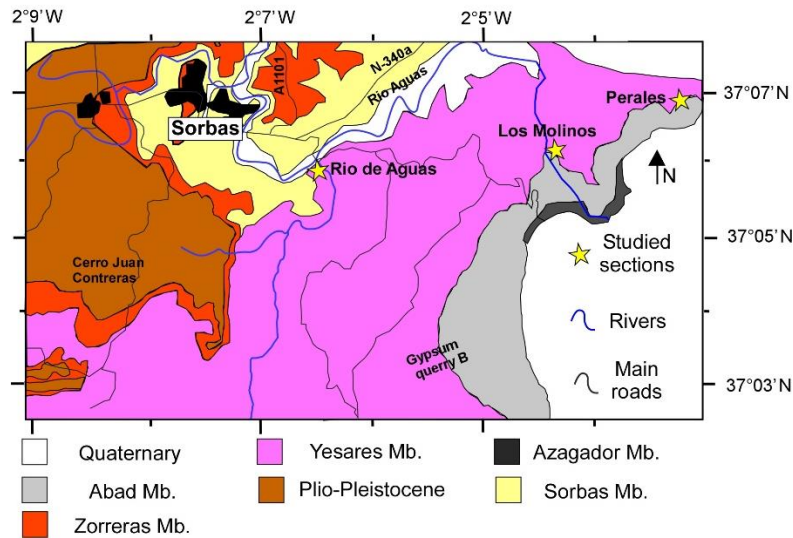 2°9'W 2°7'W 2°5'W
N-340a
A1101
Rio Aguas
37°07' N
Perales
Sorbas
Los Molinos
Rio de Aguas
N
37°05' N
Studied
sections
Cerro Juan
Contreras
Rivers
Gypsum
querry B
Main
roads
37°03' N
Quaternary Yesares Mb. Azagador Mb.
Abad Mb. Plio-Pleistocene Sorbas Mb.
Zorreras Mb.